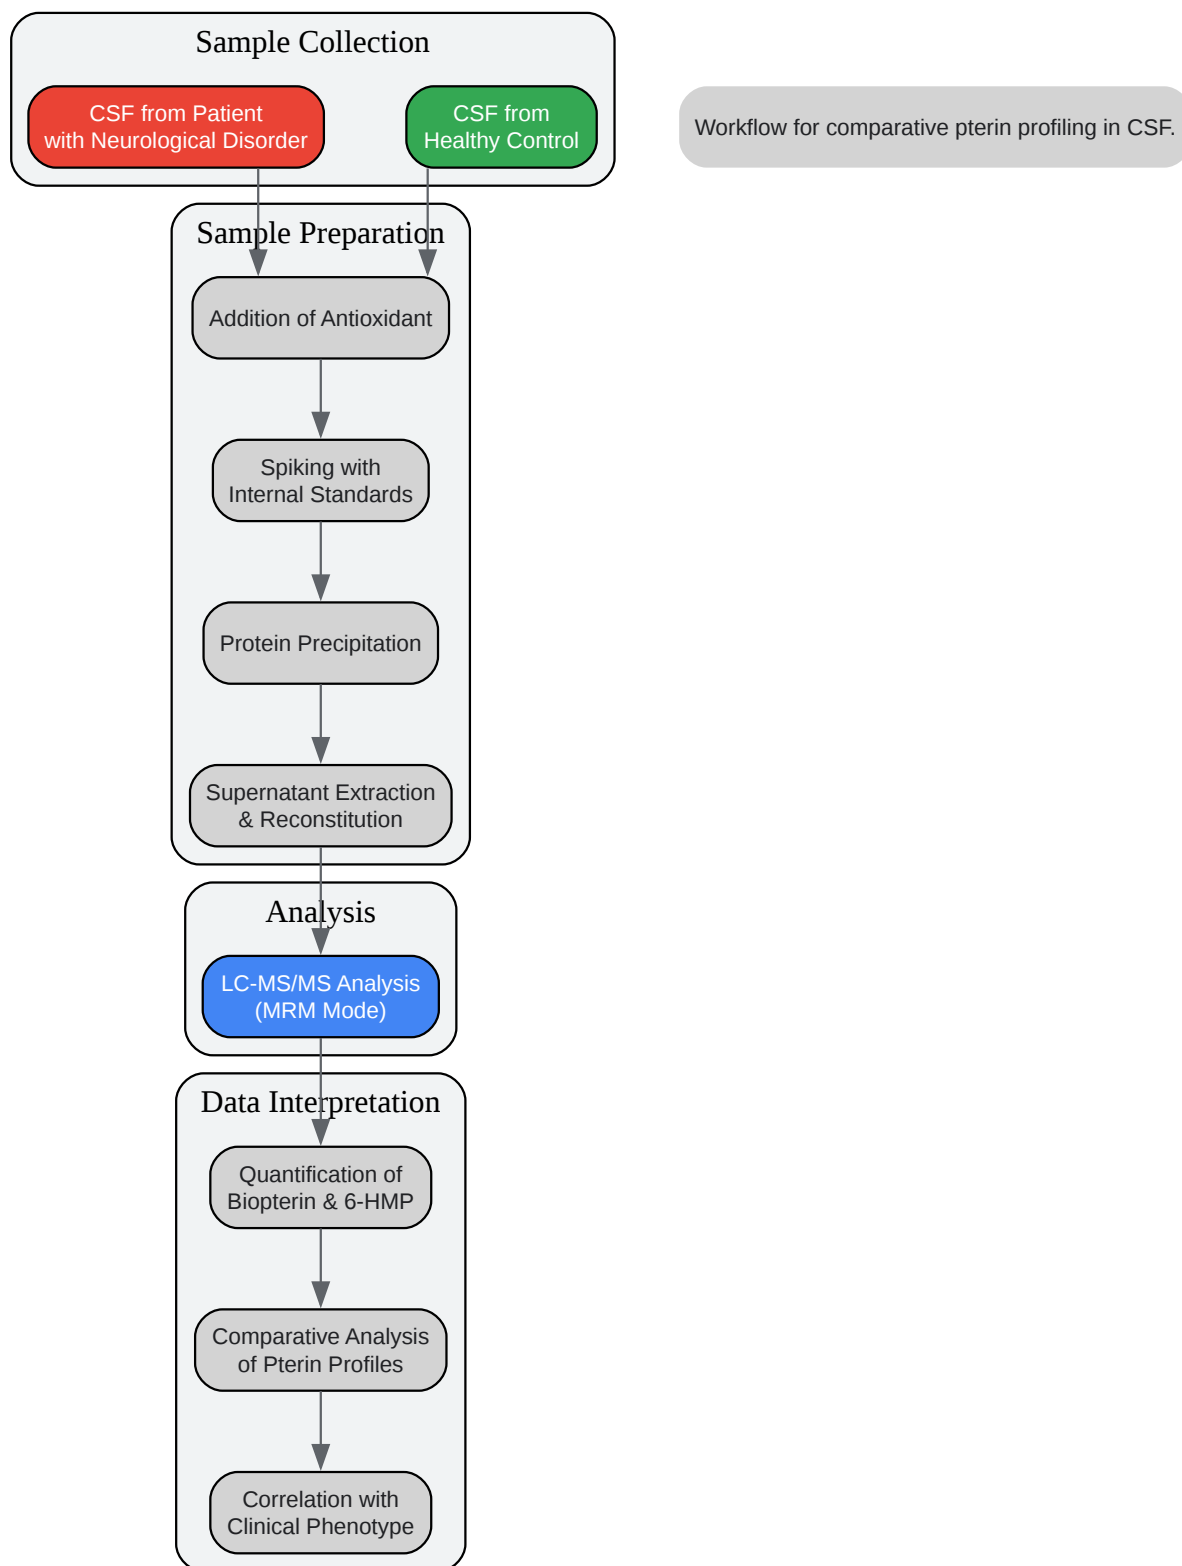 Sample Collection
CSF from Patient
with Neurological Disorder
CSF from
Healthy Control
Workflow for comparative pterin profiling in CSF.
Sample Preparation
Addition of Antioxidant
Spiking with
Internal Standards
Protein Precipitation
Supernatant Extraction
& Reconstitution
Analysis
LC-MS/MS Analysis
(MRM Mode)
Data Interpretation
Quantification of
Biopterin & 6-HMP
Comparative Analysis
of Pterin Profiles
Correlation with
Clinical Phenotype